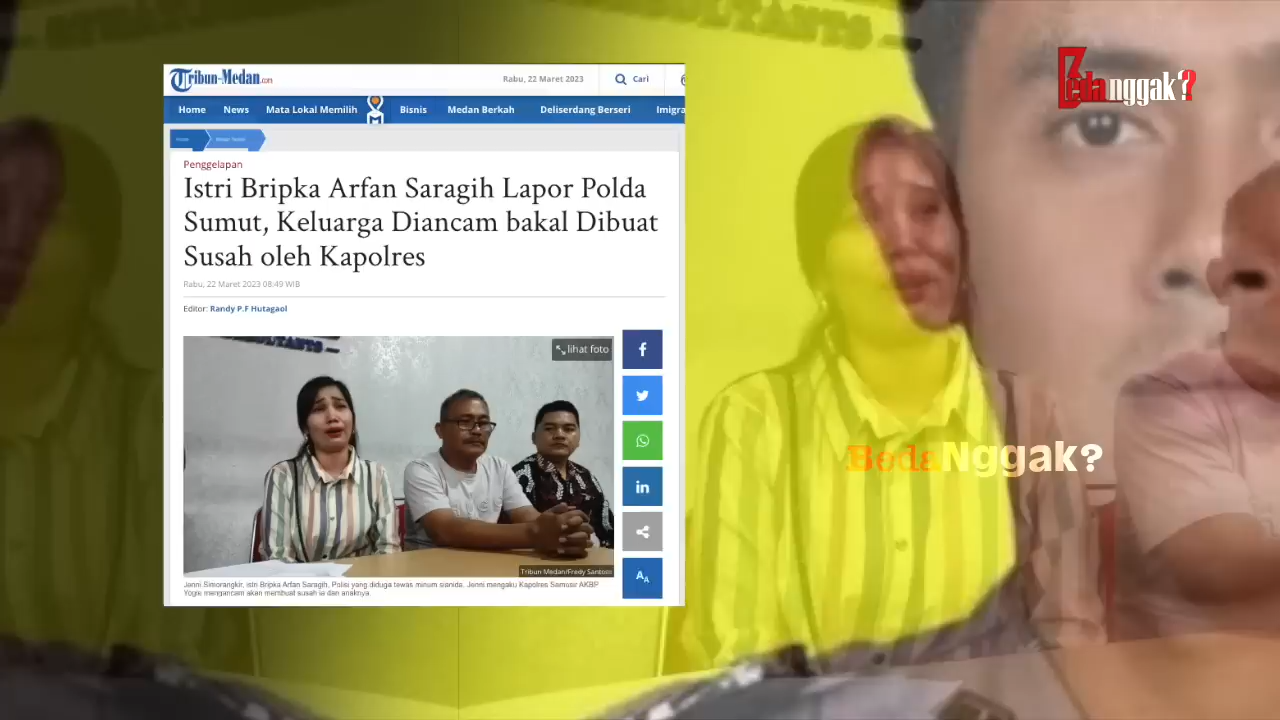 Tribun-Medan.com
Rabu, 22 Maret 2023
Cari
Home News Mata Lokal Memilih Bisnis Medan Berkah Deliserdang Berseri Imigra
Home
Penggelapan
Istri Bripka Arfan Saragih Lapor Polda
Sumut, Keluarga Diancam bakal Dibuat
Susah oleh Kapolres
Rabu, 22 Maret 2023 08:49 WIB
Editor: Randy P.F Hutagaol
lihat foto
Tribun-Medan/Fredy Santoso
Jenni Simorangkir, istri Bripka Arfan Saragih, Polisi yang diduga tewas minum sianida. Jenni mengaku Kapolres Samosir AKBP
Yogie mengancam akan membuat susah ia dan anaknya.
AA
Bedanggak?
BedaNggak?